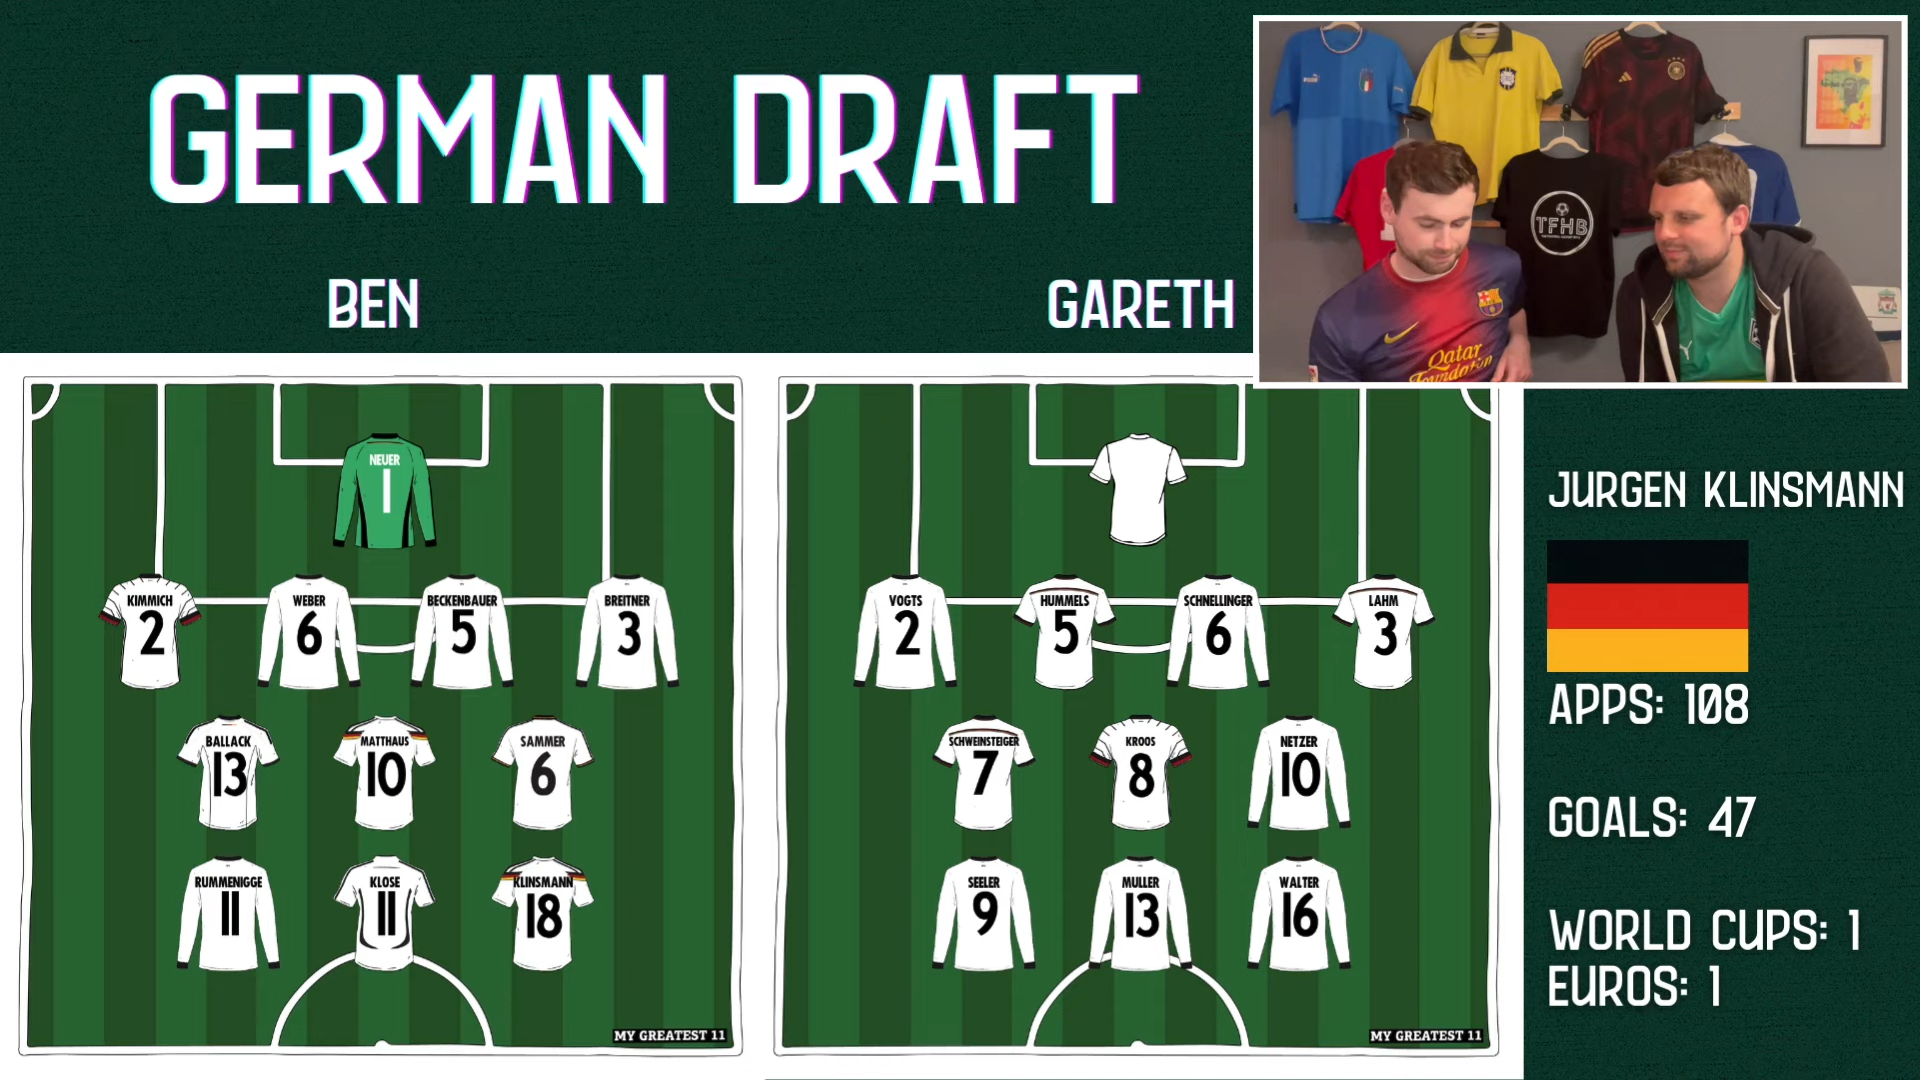 GERMAN DRAFT
BEN
GARETH
TFHB
Qatar
Foundation
NEUER
1
KIMMICH
2
WEBER
6
BECKENBAUER
5
BREITNER
3
BALLACK
13
MATTHAUS
10
SAMMER
6
RUMMENIGGE
11
KLOSE
11
KLINSMANN
18
MY GREATEST 11
VOGTS
2
HUMMELS
5
SCHNELLINGER
6
LAHM
3
SCHWEINSTEIGER
7
KROOS
8
NETZER
10
SEELER
9
MULLER
13
WALTER
16
MY GREATEST 11
JURGEN KLINSMANN
APPS: 108
GOALS: 47
WORLD CUPS: 1
EUROS: 1